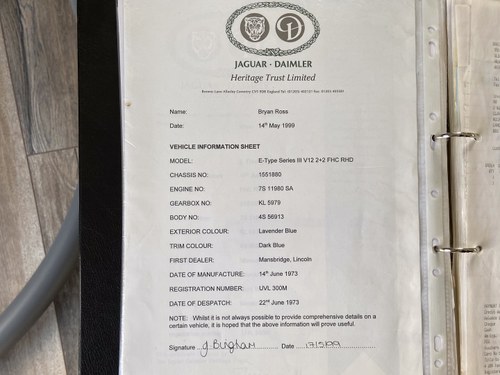 JAGUAR · DAIMLER
Heritage Trust Limited
Name: Bryan Ross
Date: 14th May 1999
VEHICLE INFORMATION SHEET
MODEL: E-Type Series III V12 2+2 FHC RHD
CHASSIS NO: 1S51880
ENGINE NO: 7S 11980 SA
GEARBOX NO: KL 5979
BODY NO: 4S 56913
EXTERIOR COLOUR: Lavender Blue
TRIM COLOUR: Dark Blue
FIRST DEALER: Mansbridge, Lincoln
DATE OF MANUFACTURE: 14th June 1973
REGISTRATION NUMBER: UVL 300M
DATE OF DESPATCH: 22nd June 1973
NOTE: Whilst it is not always possible to provide comprehensive details on a
certain vehicle, it is hoped that the above information will prove useful.
Signature G. Bingham Date 17/5/99